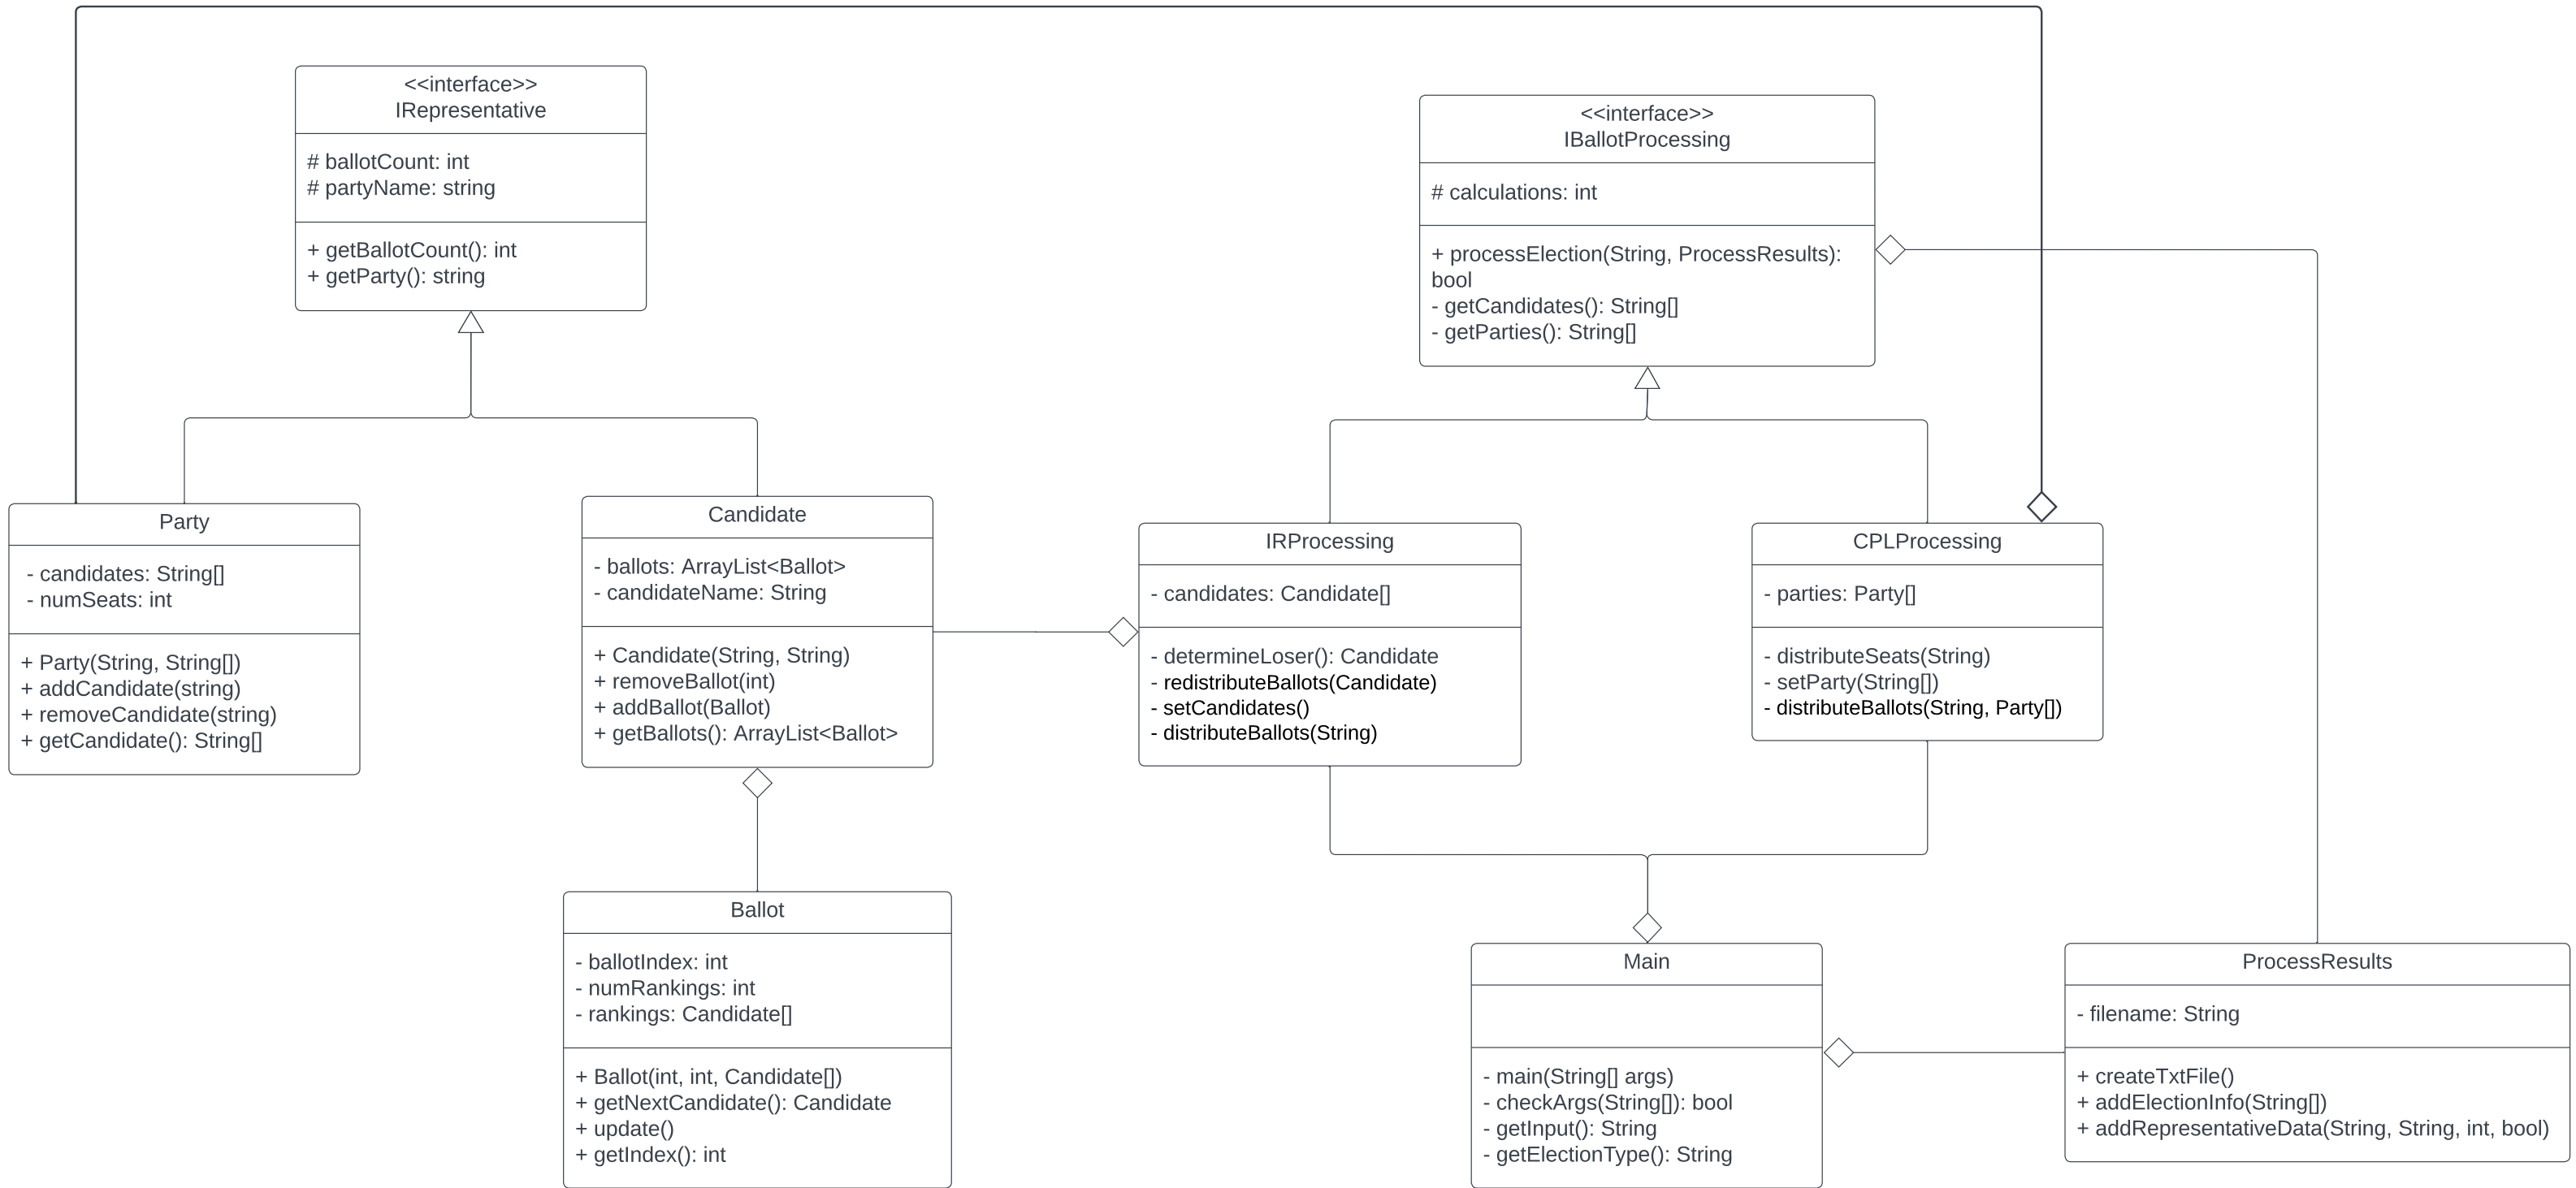 <<interface>>
IRepresentative
# ballotCount: int
# partyName: string
+ getBallotCount(): int
+ getParty(): string
<<interface>>
IBallotProcessing
# calculations: int
+ processElection(String, ProcessResults):
bool
- getCandidates(): String[]
- getParties(): String[]
Party
- candidates: String[]
- numSeats: int
+ Party(String, String[])
+ addCandidate(string)
+ removeCandidate(string)
+ getCandidate(): String[]
Candidate
- ballots: ArrayList<Ballot>
- candidateName: String
+ Candidate(String, String)
+ removeBallot(int)
+ addBallot(Ballot)
+ getBallots(): ArrayList<Ballot>
IRProcessing
- candidates: Candidate[]
- determineLoser(): Candidate
- redistributeBallots(Candidate)
- setCandidates()
- distributeBallots(String)
CPLProcessing
- parties: Party[]
- distributeSeats(String)
- setParty(String[])
- distributeBallots(String, Party[])
Ballot
- ballotIndex: int
- numRankings: int
- rankings: Candidate[]
+ Ballot(int, int, Candidate[])
+ getNextCandidate(): Candidate
+ update()
+ getIndex(): int
Main
- main(String[] args)
- checkArgs(String[]): bool
- getInput(): String
- getElectionType(): String
ProcessResults
- filename: String
+ createTxtFile()
+ addElectionInfo(String[])
+ addRepresentativeData(String, String, int, bool)